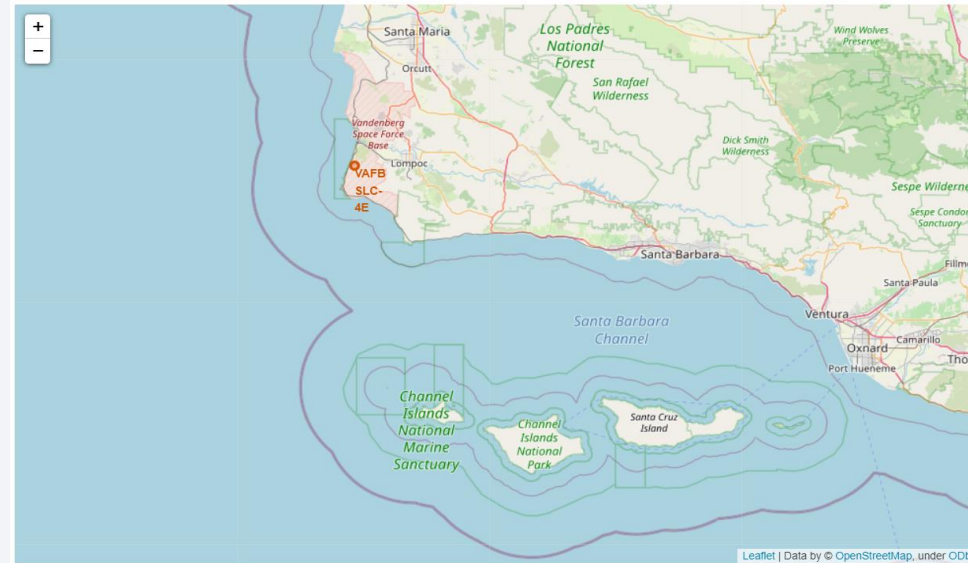 +
−
Santa Maria
Orcutt
Los Padres
National
Forest
San Rafael
Wilderness
Wind Wolves
Preserve
Vandenberg
Space Force
Base
Lompoc
VAFB
SLC-
4E
Dick Smith
Wilderness
Sespe Wilderne
Sespe Condo
Sanctuary
Santa Barbara
Fillm
Santa Paula
Ventura
Santa Barbara
Channel
Oxnard
Camarillo
Tho
Port Hueneme
Channel
Islands
National
Marine
Sanctuary
Channel
Islands
National
Park
Santa Cruz
Island
Leaflet | Data by © OpenStreetMap, under ODb